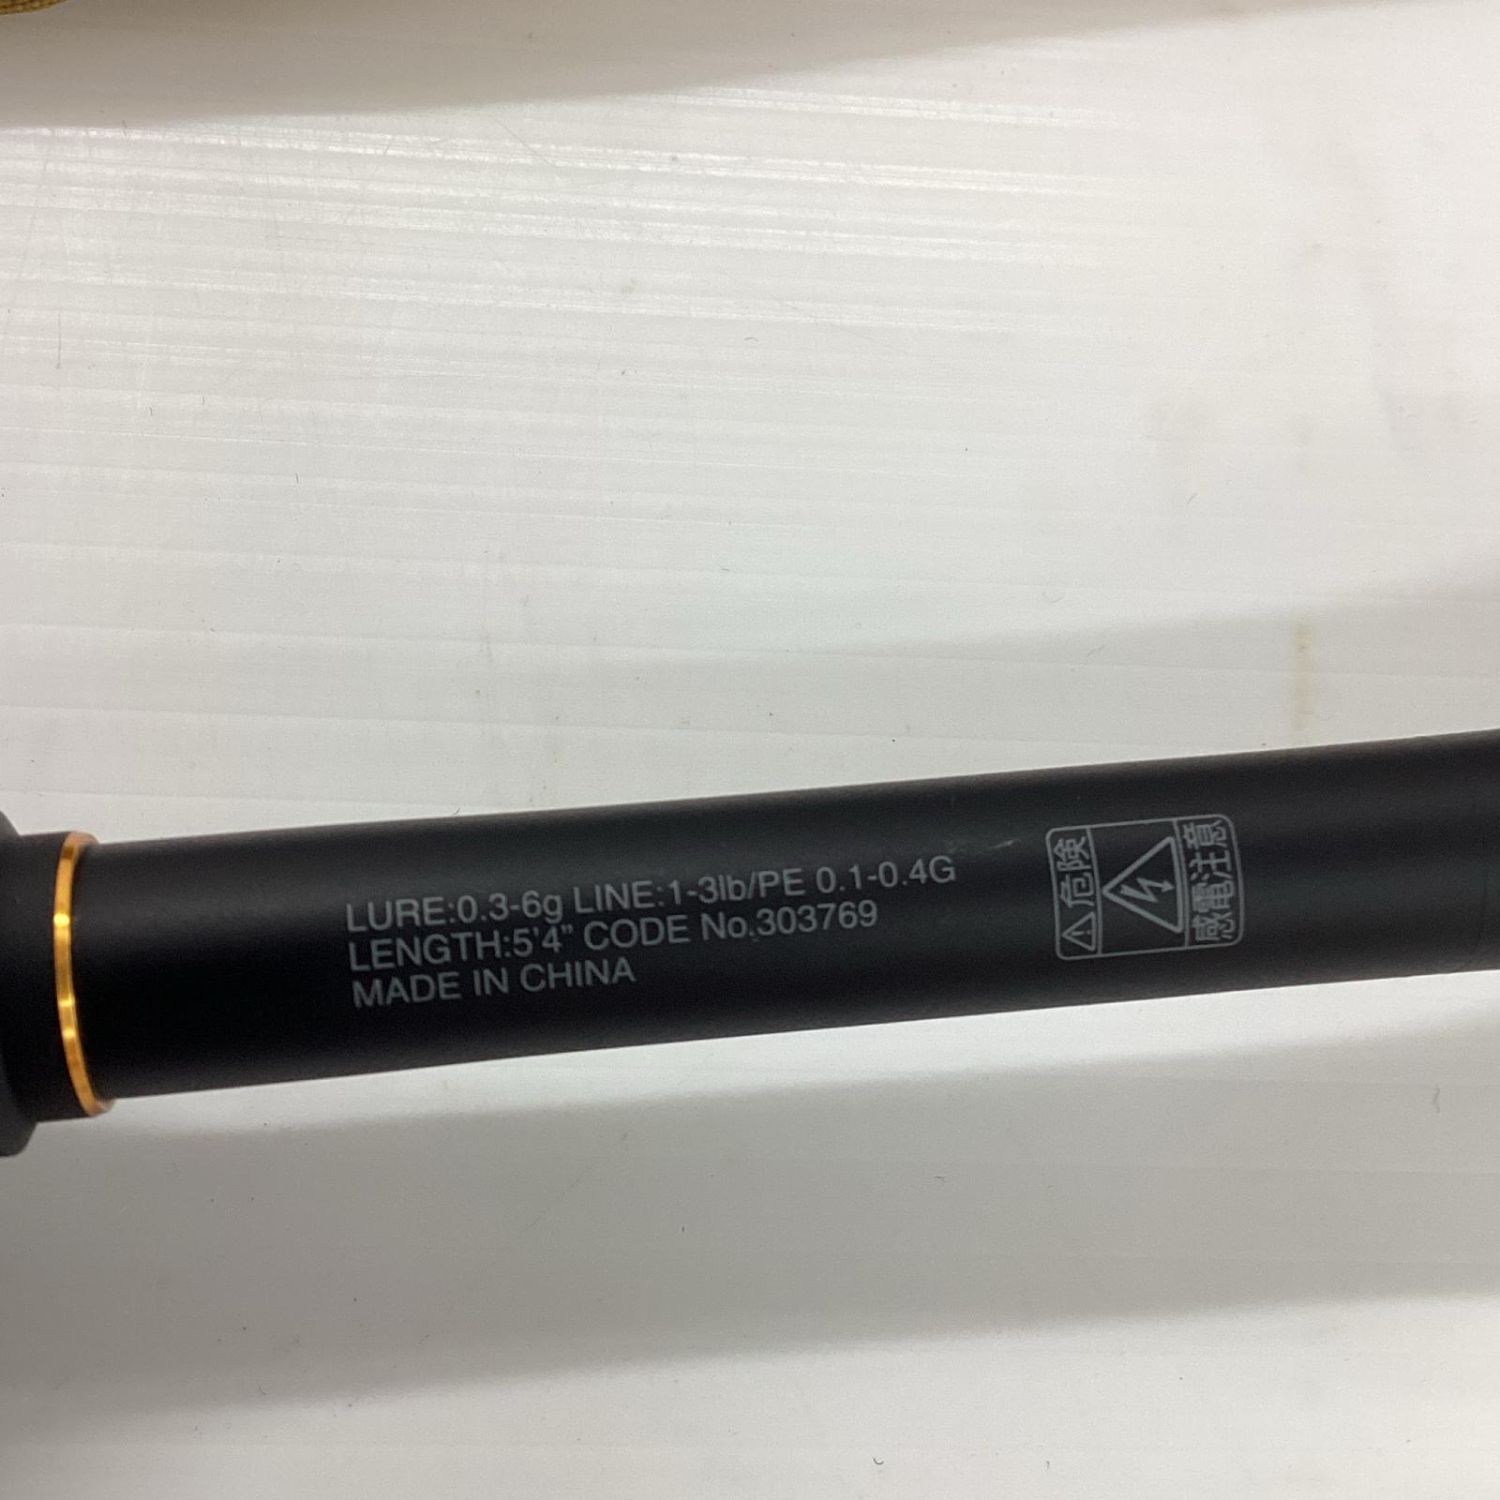 LURE:0.3-6g LINE:1-3lb/PE 0.1-0.4G
LENGTH:5'4" CODE No.303769
MADE IN CHINA
危険
感電注意